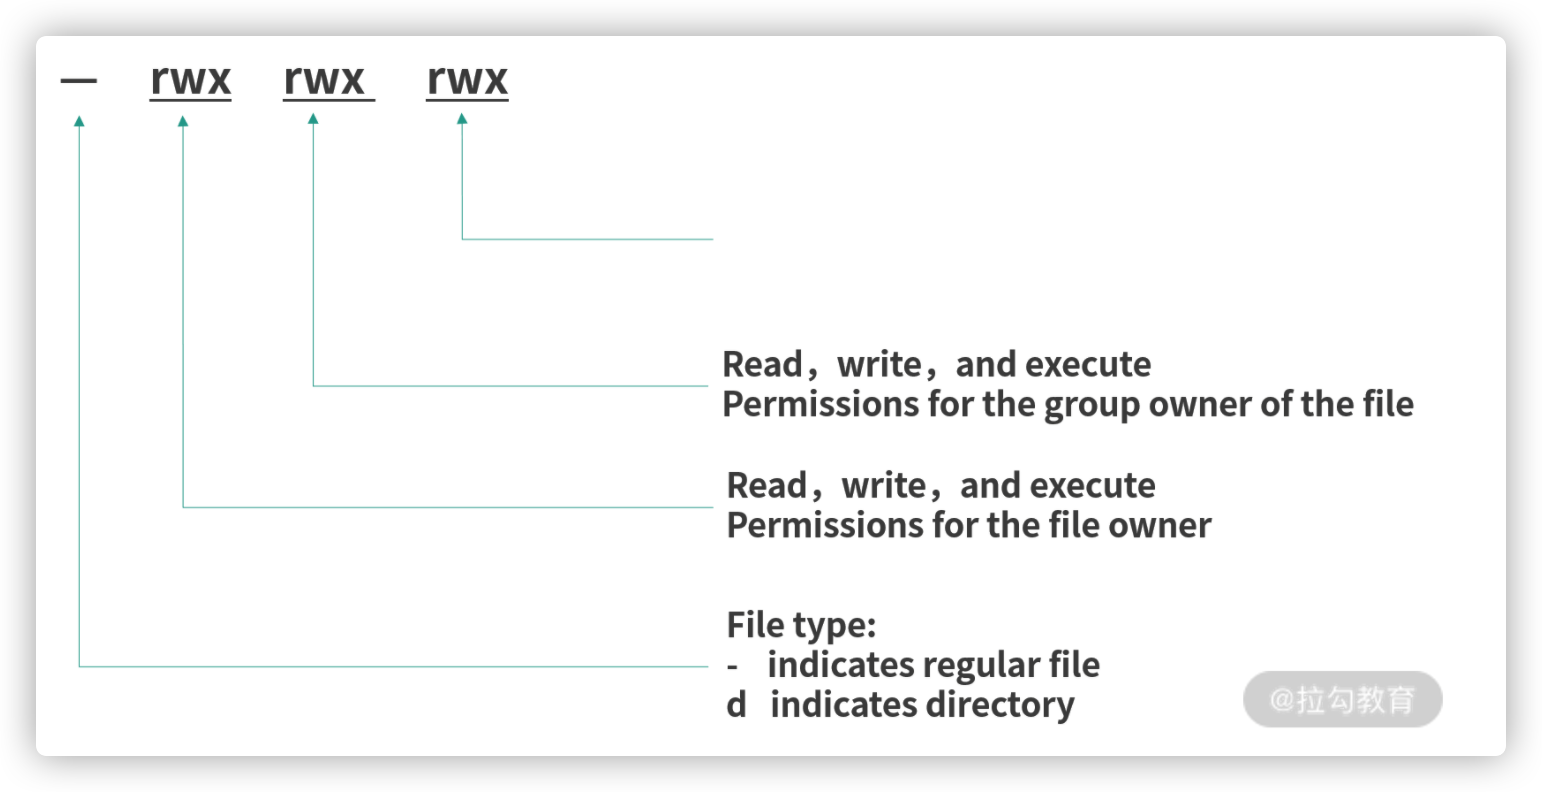 — rwx rwx rwx
Read，write，and execute
Permissions for the group owner of the file
Read，write，and execute
Permissions for the file owner
File type:
- indicates regular file
d indicates directory
@拉勾教育